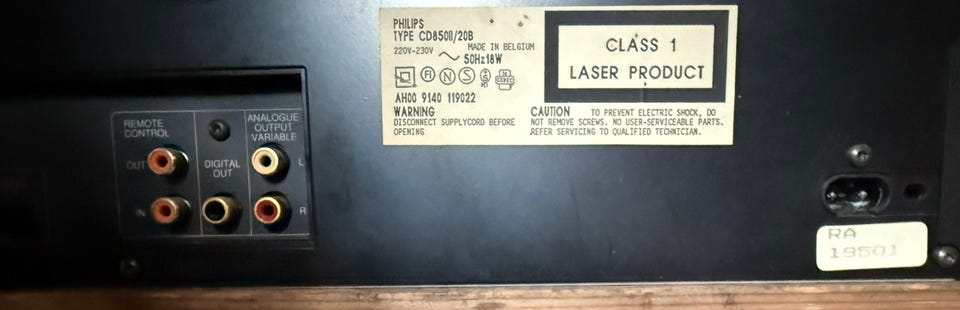 PHILIPS
TYPE CD850II/20B
220V-230V MADE IN BELGIUM
50Hz18W
AH00 9140 119022
WARNING
DISCONNECT SUPPLYCORD BEFORE
OPENING
CLASS 1
LASER PRODUCT
CAUTION TO PREVENT ELECTRIC SHOCK, DO
NOT REMOVE SCREWS. NO USER-SERVICEABLE PARTS.
REFER SERVICING TO QUALIFIED TECHNICIAN.
REMOTE
CONTROL
OUT
IN
DIGITAL
OUT
ANALOGUE
OUTPUT
VARIABLE
L
R
RA